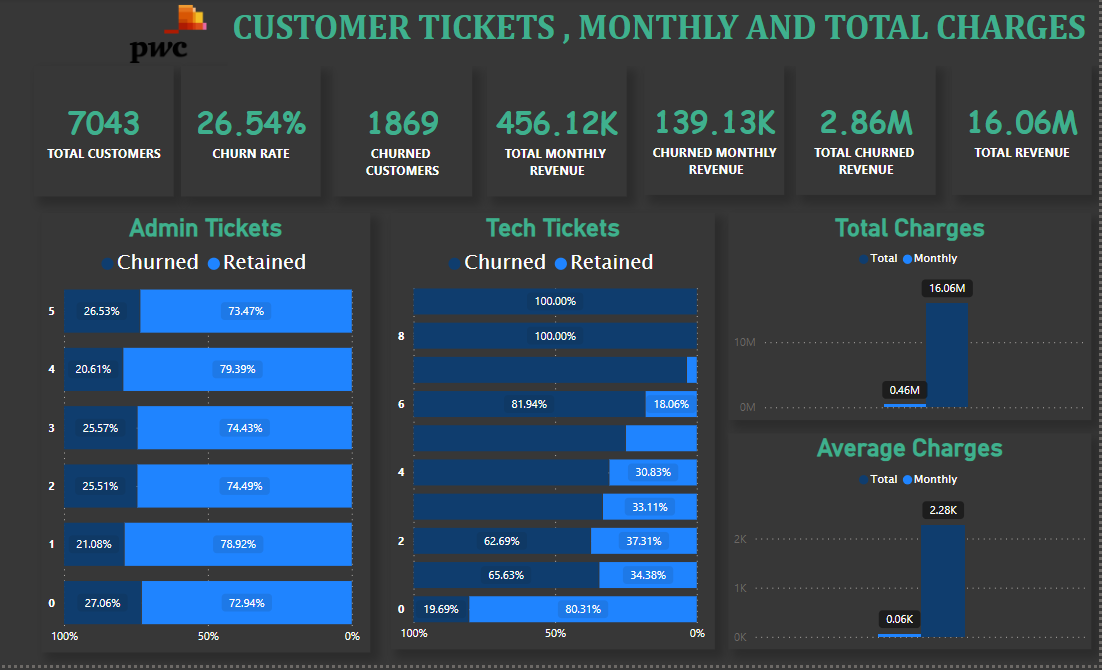 pwc
CUSTOMER TICKETS , MONTHLY AND TOTAL CHARGES
7043
TOTAL CUSTOMERS
26.54%
CHURN RATE
1869
CHURNED
CUSTOMERS
456.12K
TOTAL MONTHLY
REVENUE
139.13K
CHURNED MONTHLY
REVENUE
2.86M
TOTAL CHURNED
REVENUE
16.06M
TOTAL REVENUE
Admin Tickets
Churned Retained
5 26.53% 73.47%
4 20.61% 79.39%
3 25.57% 74.43%
2 25.51% 74.49%
1 21.08% 78.92%
0 27.06% 72.94%
100% 50% 0%
Tech Tickets
Churned Retained
100.00%
8 100.00%
6 81.94% 18.06%
4 30.83%
33.11%
2 62.69% 37.31%
65.63% 34.38%
0 19.69% 80.31%
100% 50% 0%
Total Charges
Total Monthly
16.06M
10M
0.46M
0M
Average Charges
Total Monthly
2.28K
2K
1K
0.06K
0K